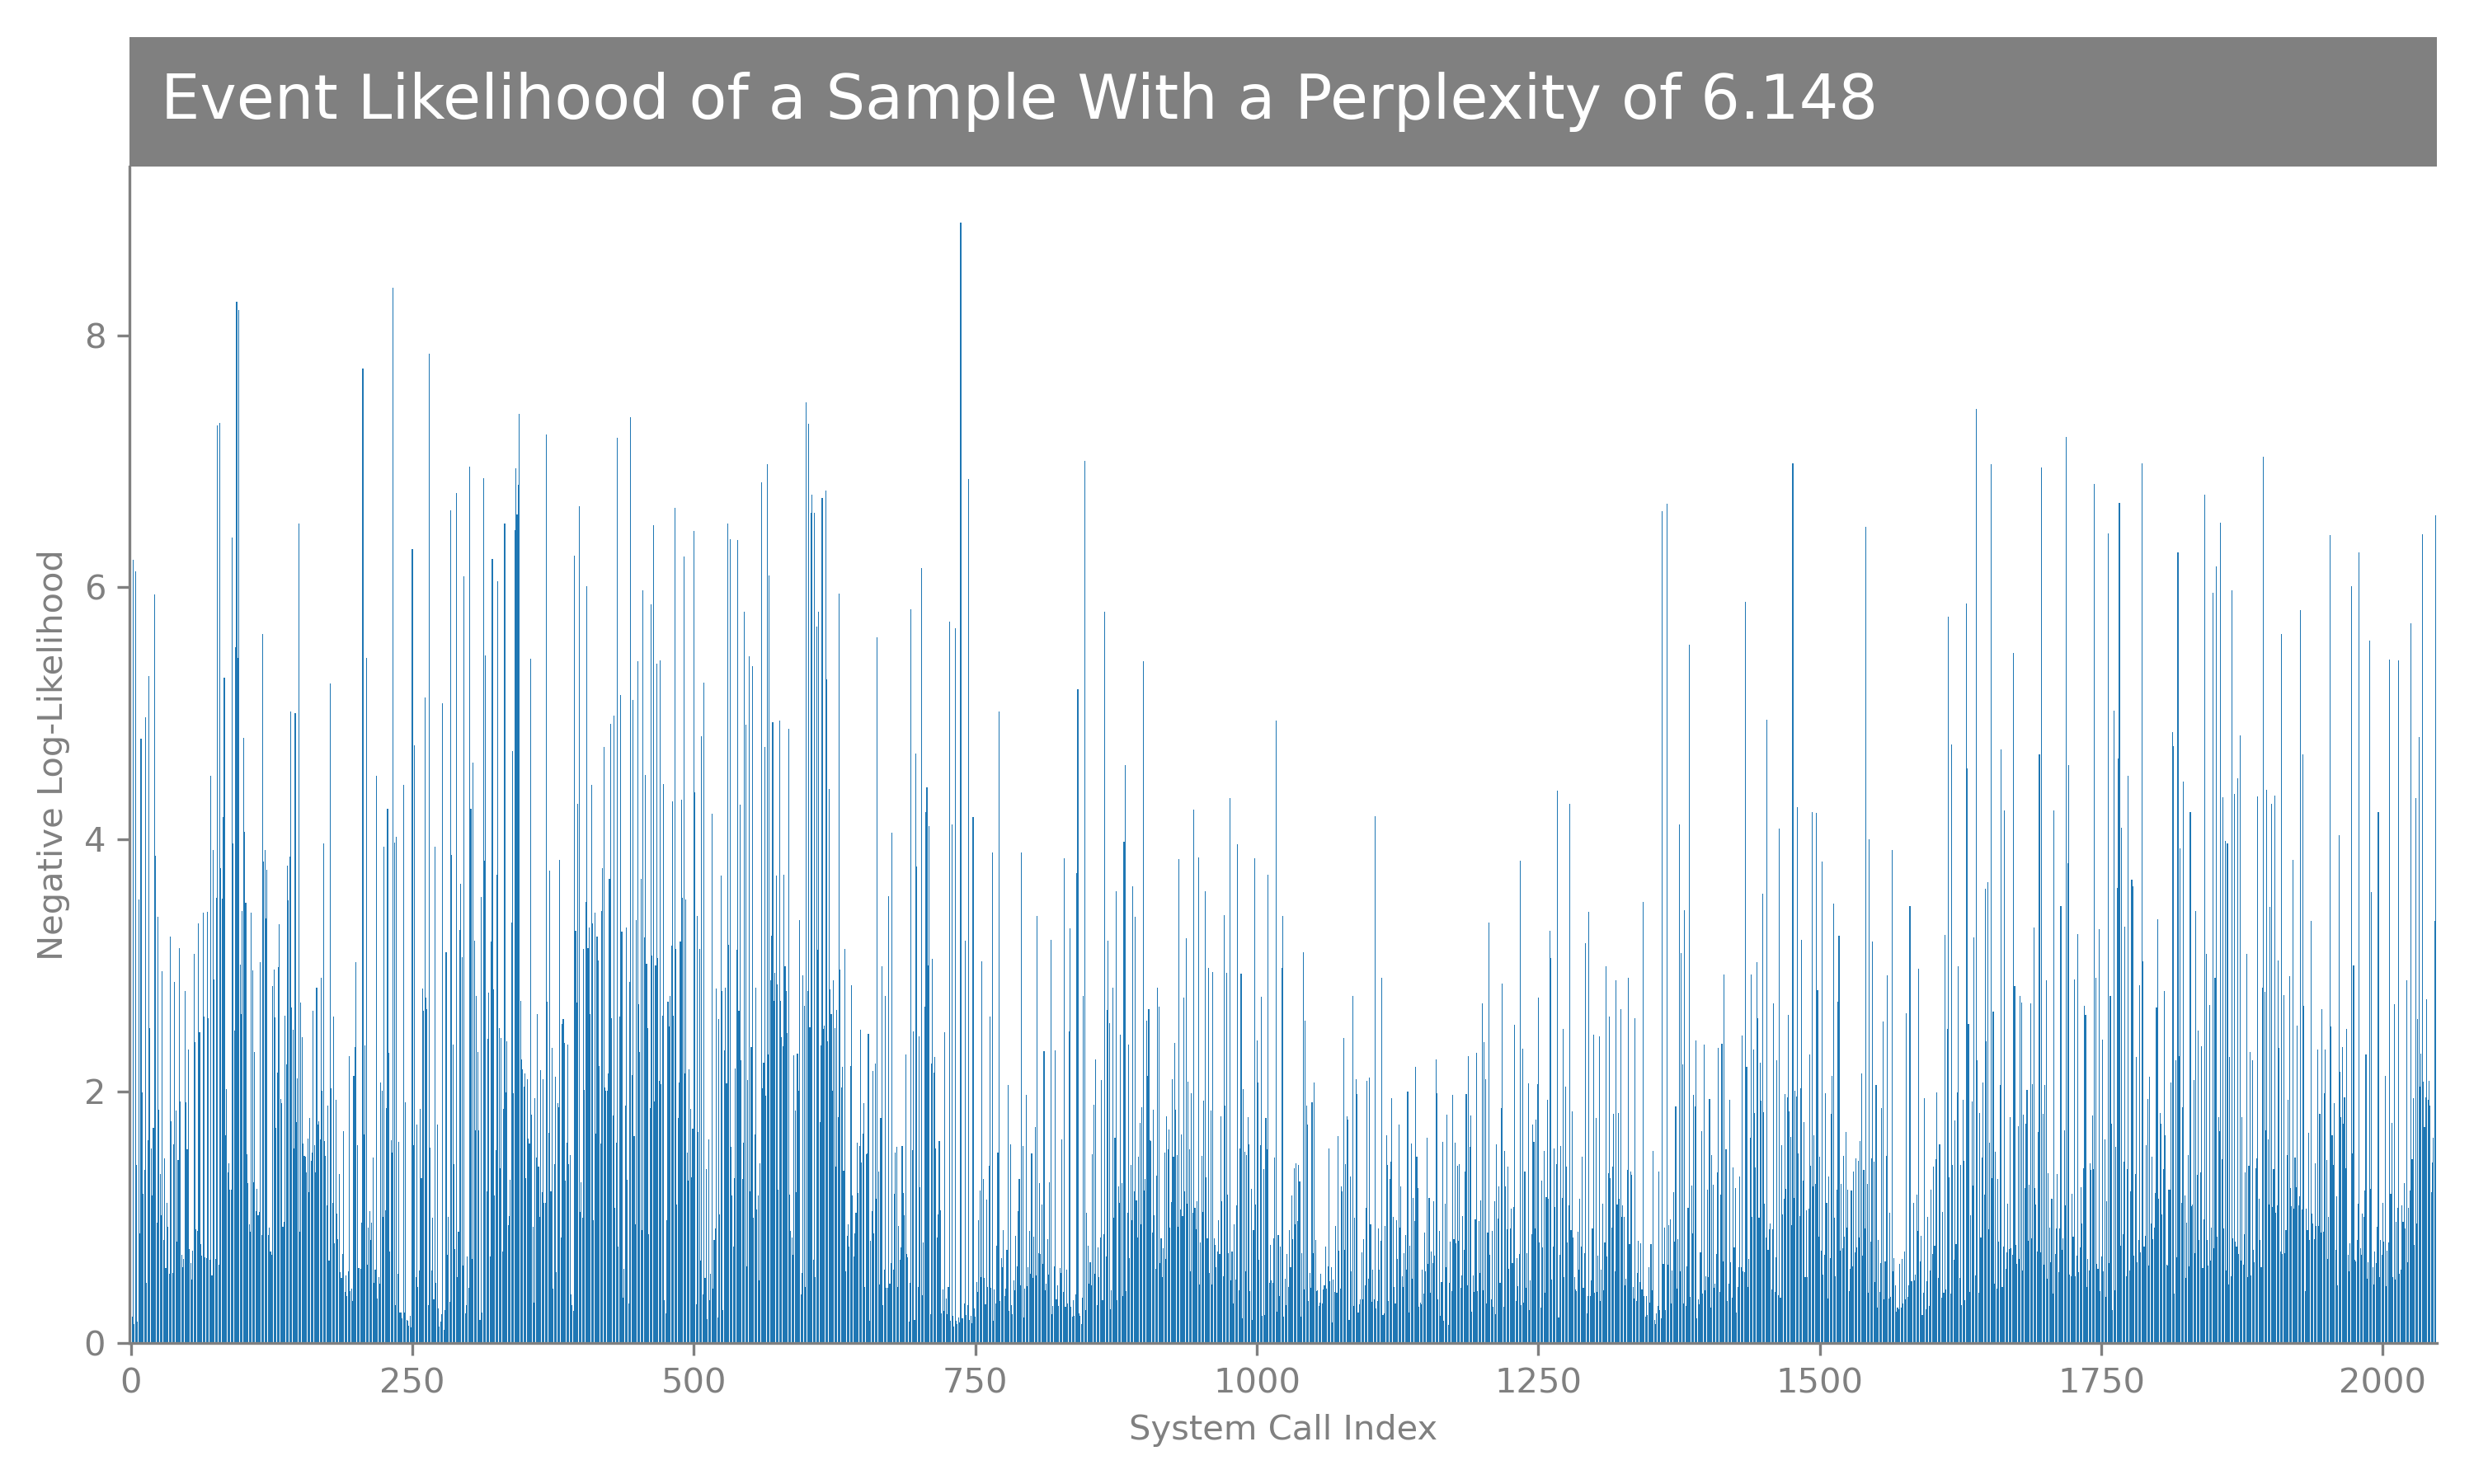 Event Likelihood of a Sample With a Perplexity of 6.148
Negative Log-Likelihood
8
6
4
2
0
0 250 500 750 1000 1250 1500 1750 2000
System Call Index